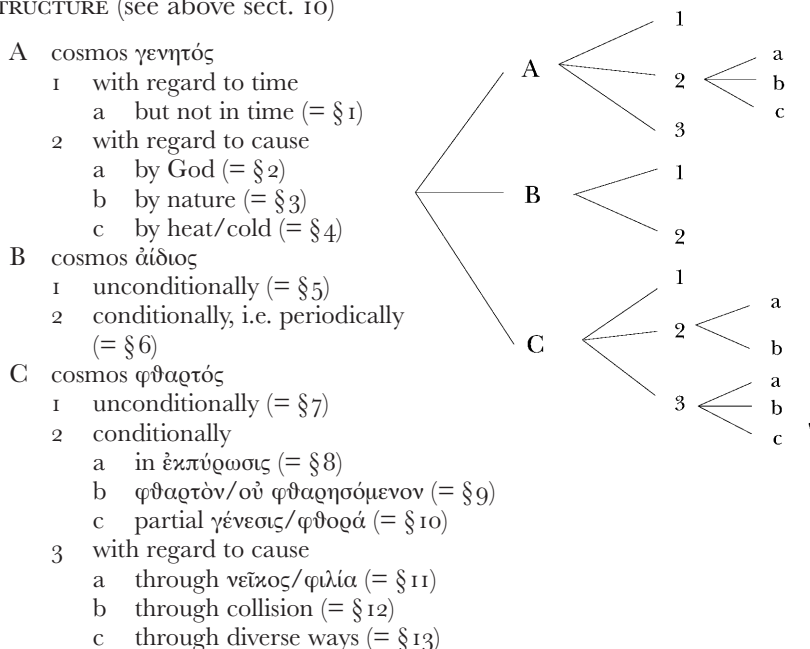 TRUCTURE (see above sect. 10)
A cosmos γενητός
1 with regard to time
a but not in time (= § 1)
2 with regard to cause
a by God (= § 2)
b by nature (= § 3)
c by heat/cold (= § 4)
B cosmos ἀίδιος
1 unconditionally (= § 5)
2 conditionally, i.e. periodically
(= § 6)
C cosmos φθαρτός
1 unconditionally (= § 7)
2 conditionally
a in ἐκπύρωσις (= § 8)
b φθαρτὸν/οὐ φθαρησόμενον (= § 9)
c partial γένεσις/φθορά (= § 10)
3 with regard to cause
a through νεῖκος/φιλία (= § 11)
b through collision (= § 12)
c through diverse ways (= § 13)
A
1
2
a
b
c
3
B
1
2
C
1
2
a
b
3
a
b
c